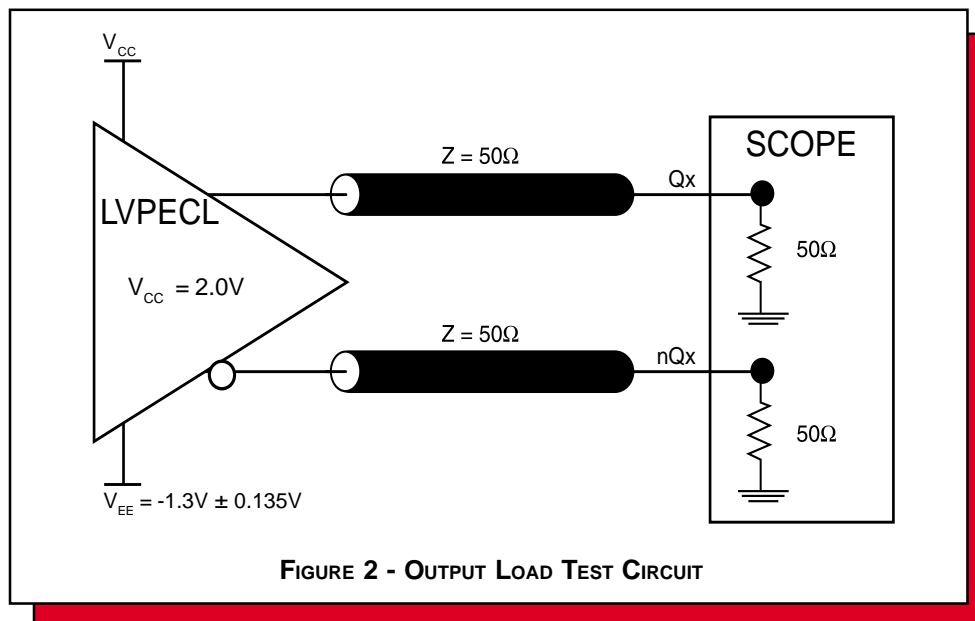 VCC
Z = 50Ω
SCOPE
Qx
LVPECL
50Ω
VCC = 2.0V
Z = 50Ω
nQx
50Ω
VEE = -1.3V ± 0.135V
FIGURE 2 - OUTPUT LOAD TEST CIRCUIT